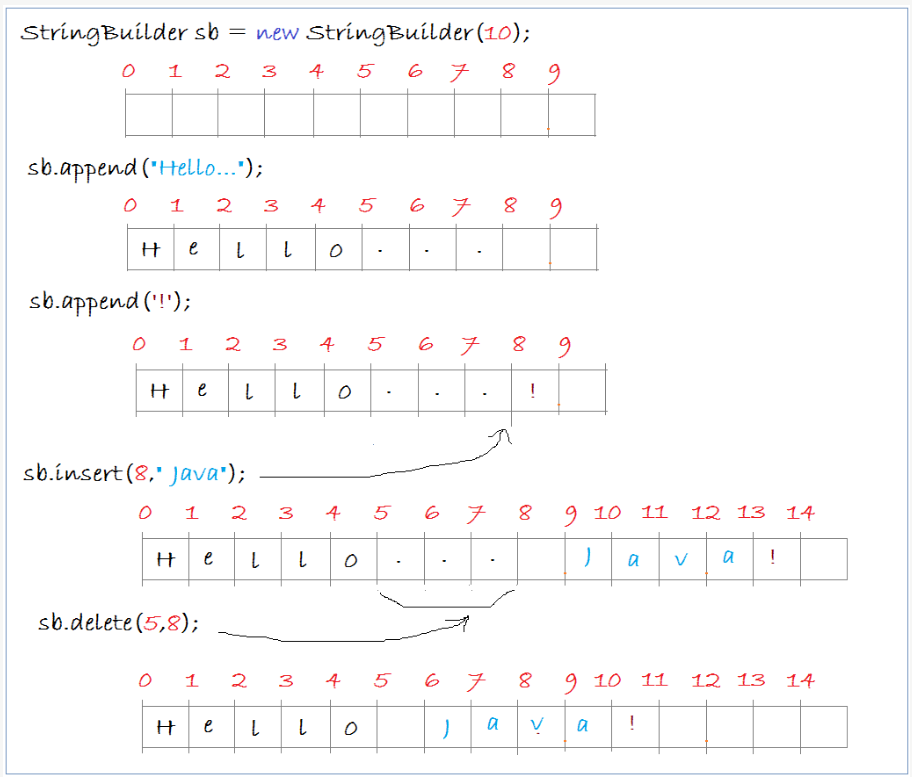 StringBuilder sb = new StringBuilder(10);
0 1 2 3 4 5 6 7 8 9
sb.append("Hello...");
0 1 2 3 4 5 6 7 8 9
H e l l o . . .
sb.append('!');
0 1 2 3 4 5 6 7 8 9
H e l l o . . . !
sb.insert(8," Java");
0 1 2 3 4 5 6 7 8 9 10 11 12 13 14
H e l l o . . . J a v a !
sb.delete(5,8);
0 1 2 3 4 5 6 7 8 9 10 11 12 13 14
H e l l o J a v a !